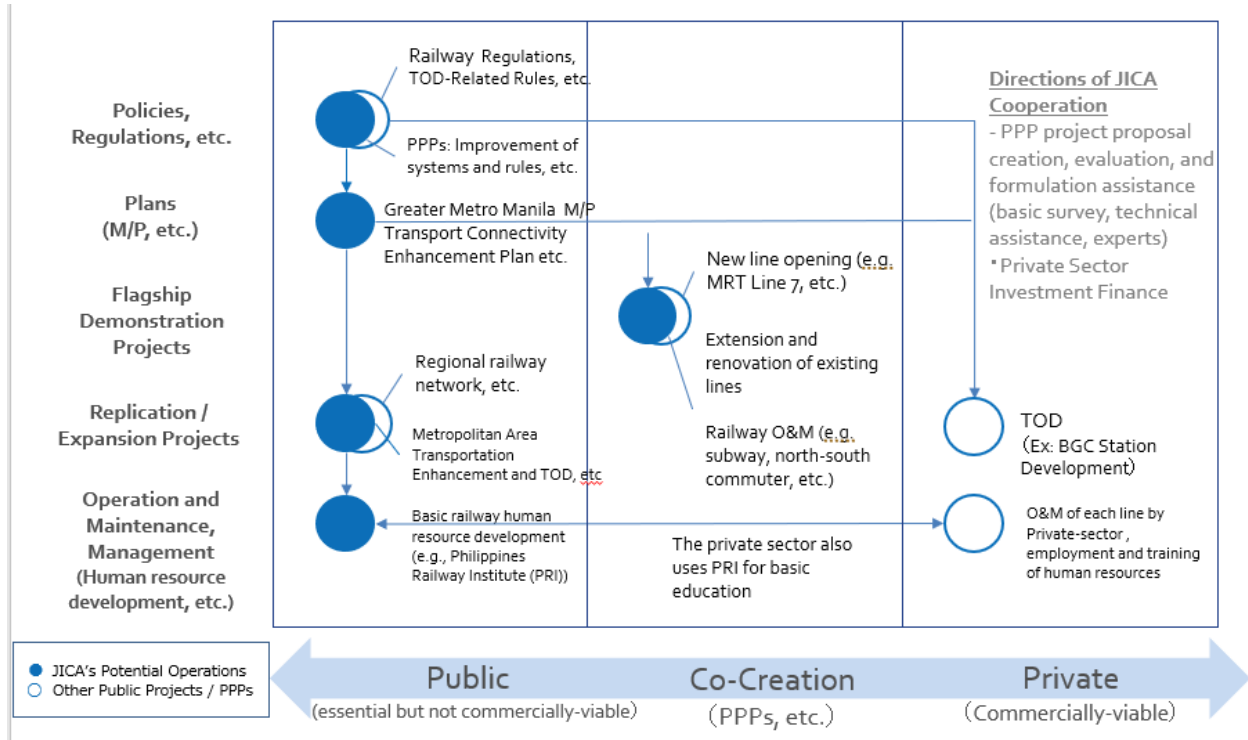 Policies,
Regulations, etc.
Plans
(M/P, etc.)
Flagship
Demonstration
Projects
Replication /
Expansion Projects
Operation and
Maintenance,
Management
(Human resource
development, etc.)
Railway Regulations,
TOD-Related Rules, etc.
PPPs: Improvement of
systems and rules, etc.
Greater Metro Manila M/P
Transport Connectivity
Enhancement Plan etc.
Regional railway
network, etc.
Metropolitan Area
Transportation
Enhancement and TOD, etc
Basic railway human
resource development
(e.g., Philippines
Railway Institute (PRI))
New line opening (e.g.
MRT Line 7, etc.)
Extension and
renovation of existing
lines
Railway O&M (e.g.
subway, north-south
commuter, etc.)
The private sector also
uses PRI for basic
education
Directions of JICA
Cooperation
- PPP project proposal
creation, evaluation, and
formulation assistance
(basic survey, technical
assistance, experts)
・Private Sector
Investment Finance
TOD
(Ex: BGC Station
Development)
O&M of each line by
Private-sector ,
employment and training
of human resources
JICA's Potential Operations
Other Public Projects / PPPs
Public
(essential but not commercially-viable)
Co-Creation
(PPPs, etc.)
Private
(Commercially-viable)